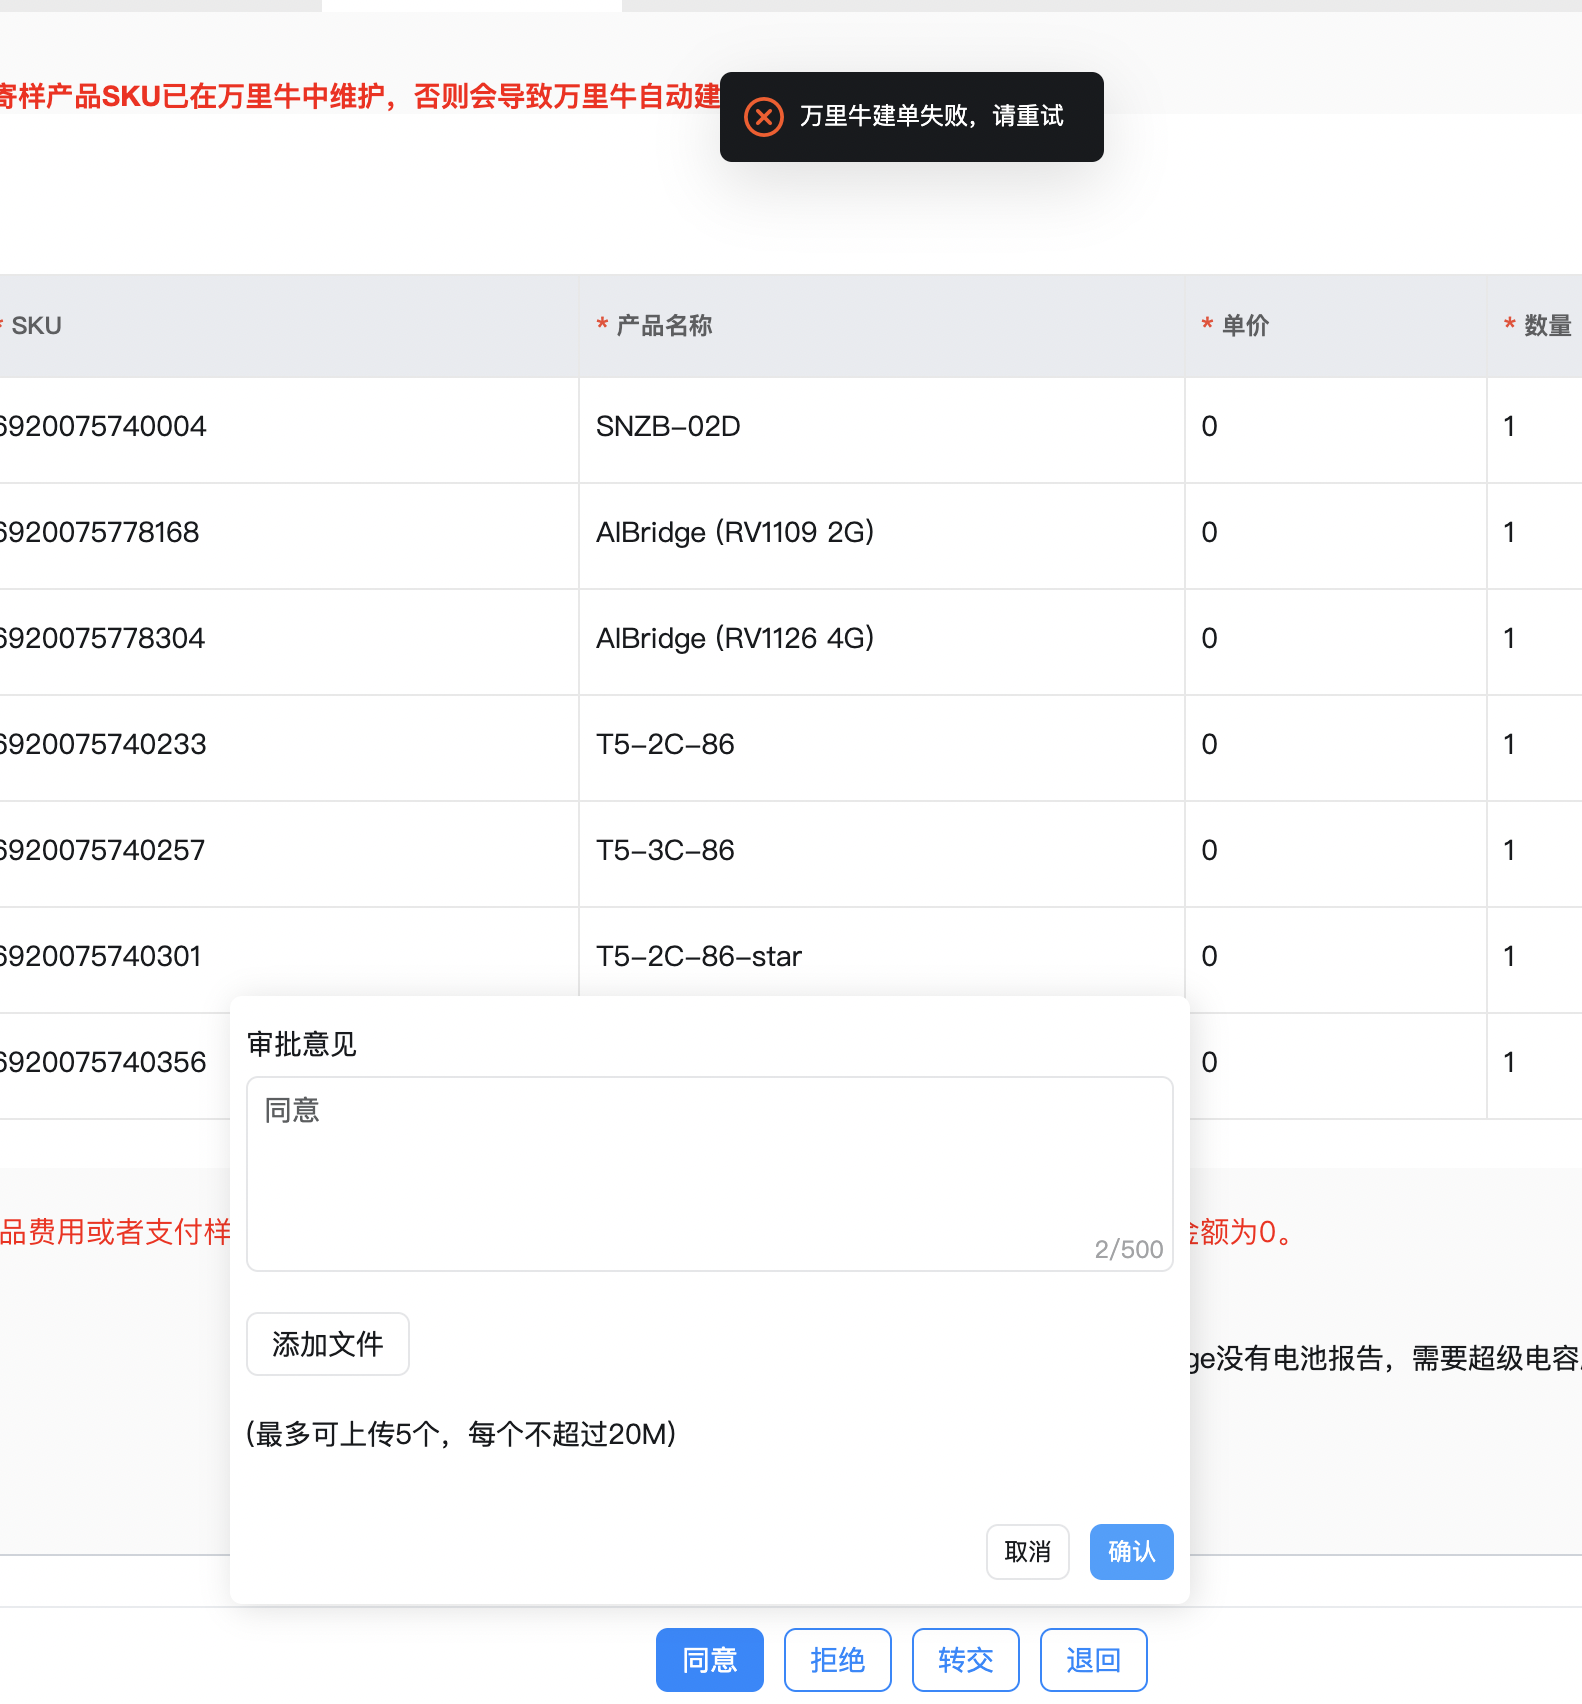 寄样产品SKU已在万里牛中维护，否则会导致万里牛自动建
万里牛建单失败，请重试
* SKU
* 产品名称
* 单价
* 数量
6920075740004
SNZB-02D
0
1
6920075778168
AIBridge (RV1109 2G)
0
1
6920075778304
AIBridge (RV1126 4G)
0
1
6920075740233
T5-2C-86
0
1
6920075740257
T5-3C-86
0
1
6920075740301
T5-2C-86-star
0
1
6920075740356
0
1
审批意见
同意
2/500
品费用或者支付样
金额为0。
添加文件
ge没有电池报告，需要超级电容
(最多可上传5个，每个不超过20M)
取消
确认
同意
拒绝
转交
退回